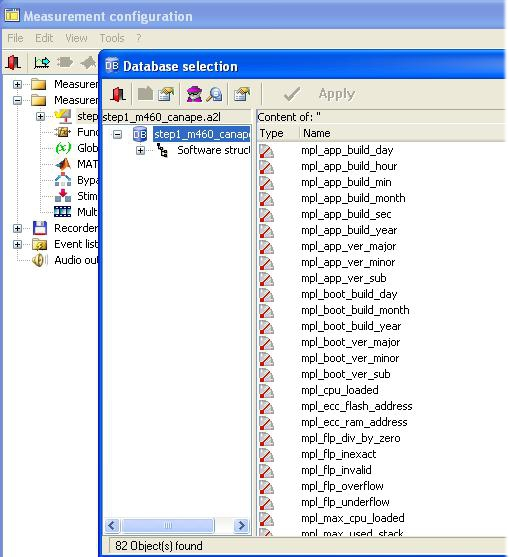 Measurement configuration
File Edit View Tools ?
Database selection
Apply
Measurer
Measurer
step
Func
Glob
MAT
Bypa
Stim
Mult
Recorder
Event list
Audio out
step1_m460_canape.a2l
DB step1_m460_canape
Software struct
Content of: ''
Type Name
mpl_app_build_day
mpl_app_build_hour
mpl_app_build_min
mpl_app_build_month
mpl_app_build_sec
mpl_app_build_year
mpl_app_ver_major
mpl_app_ver_minor
mpl_app_ver_sub
mpl_boot_build_day
mpl_boot_build_month
mpl_boot_build_year
mpl_boot_ver_major
mpl_boot_ver_minor
mpl_boot_ver_sub
mpl_cpu_loaded
mpl_ecc_flash_address
mpl_ecc_ram_address
mpl_flp_div_by_zero
mpl_flp_inexact
mpl_flp_invalid
mpl_flp_overflow
mpl_flp_underflow
mpl_max_cpu_loaded
mpl_max_used_stack
82 Object(s) found